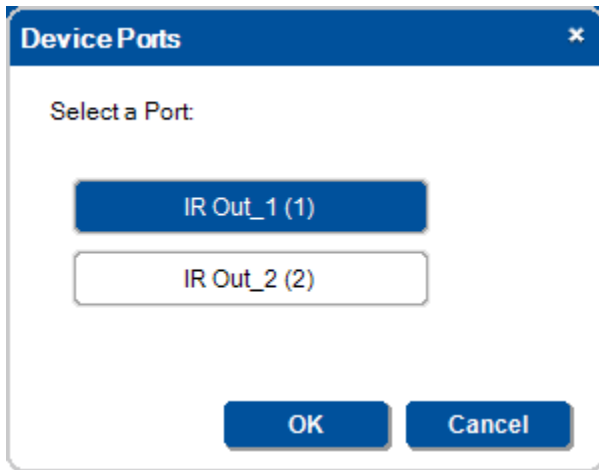 Device Ports ×
Select a Port:
IR Out_1 (1)
IR Out_2 (2)
OK Cancel